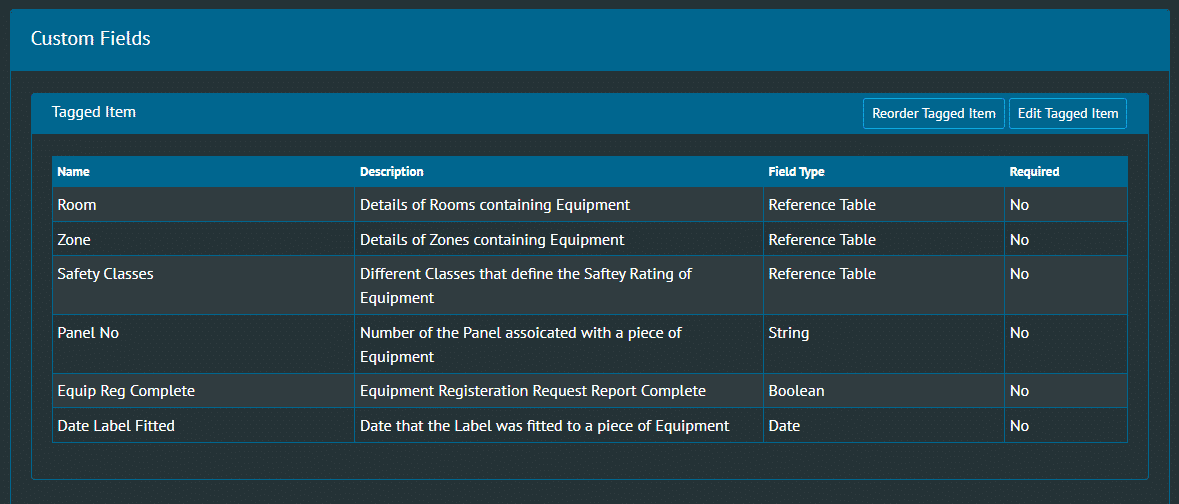 Custom Fields
Tagged Item
Reorder Tagged Item
Edit Tagged Item
Name Description Field Type Required
Room Details of Rooms containing Equipment Reference Table No
Zone Details of Zones containing Equipment Reference Table No
Safety Classes Different Classes that define the Saftey Rating of Reference Table No
Equipment
Panel No Number of the Panel assoicated with a piece of String No
Equipment
Equip Reg Complete Equipment Registeration Request Report Complete Boolean No
Date Label Fitted Date that the Label was fitted to a piece of Equipment Date No